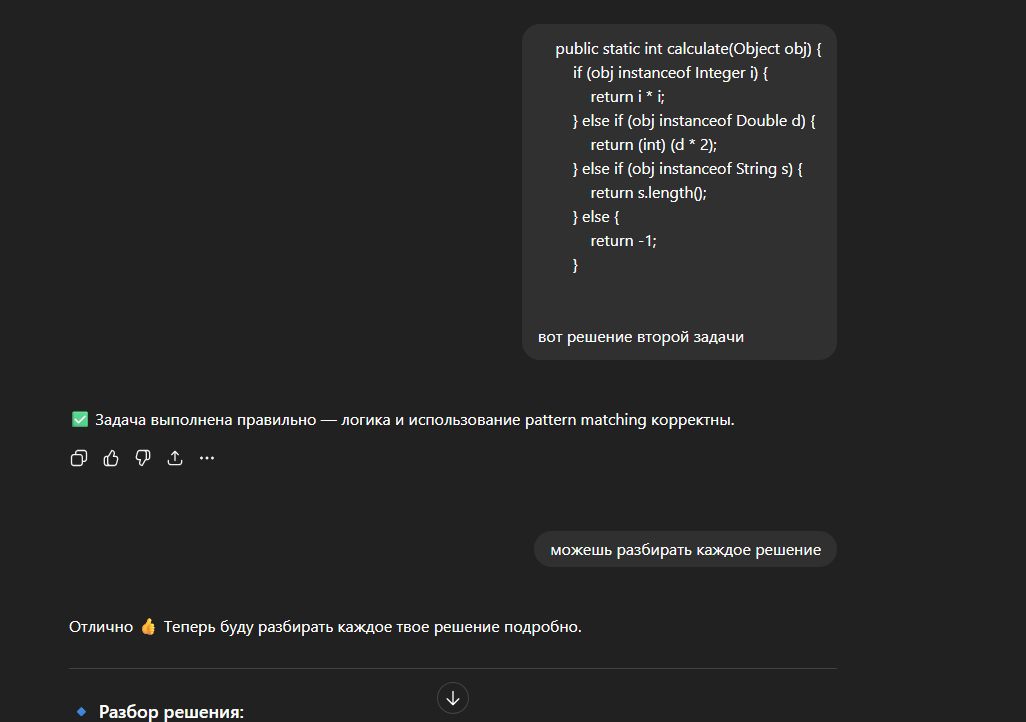 public static int calculate(Object obj) {
if (obj instanceof Integer i) {
return i * i;
} else if (obj instanceof Double d) {
return (int) (d * 2);
} else if (obj instanceof String s) {
return s.length();
} else {
return -1;
}
вот решение второй задачи
✅ Задача выполнена правильно — логика и использование pattern matching корректны.
можешь разбирать каждое решение
Отлично 👍 Теперь буду разбирать каждое твое решение подробно.
🔹 Разбор решения: